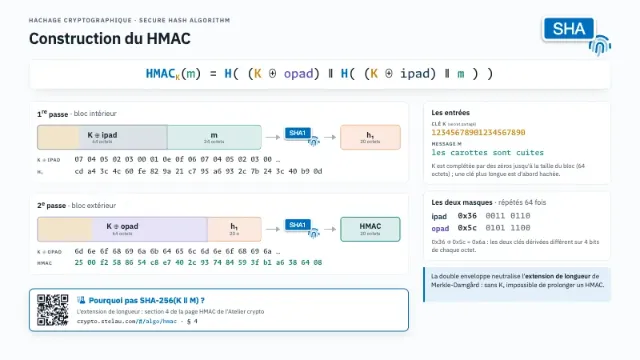 HACHAGE CRYPTOGRAPHIQUE · SECURE HASH ALGORITHM
Construction du HMAC
SHA
HMACK(m) = H( (K ⊕ opad) ‖ H( (K ⊕ ipad) ‖ m ) )
1re passe · bloc intérieur
K ⊕ ipad
64 octets
m
24 octets
SHA1
h1
20 octets
K ⊕ IPAD 07 04 05 02 03 00 01 0e 0f 06 07 04 05 02 03 00 …
H1 cd a4 3c 4c 60 fe 82 9a 21 c7 95 a6 93 2c 7b 24 3c 40 b9 0d
2e passe · bloc extérieur
K ⊕ opad
64 octets
h1
20 o
SHA1
HMAC
20 octets
K ⊕ OPAD 6d 6e 6f 68 69 6a 6b 64 65 6c 6d 6e 6f 68 69 6a …
HMAC 25 00 f2 58 86 54 c8 e7 40 2c 93 74 84 59 3f b1 a6 38 64 08
Pourquoi pas SHA-256(K ‖ M) ?
L'extension de longueur : section 4 de la page HMAC de l'Atelier crypto
crypto.stelau.com/#/algo/hmac · § 4
Les entrées
CLÉ K (secret partagé)
12345678901234567890
MESSAGE M
les carottes sont cuites
K est complétée par des zéros jusqu'à la taille du bloc (64
octets) ; une clé plus longue est d'abord hachée.
Les deux masques · répétés 64 fois
ipad 0x36 0011 0110
opad 0x5c 0101 1100
0x36 ⊕ 0x5c = 0x6a : les deux clés dérivées diffèrent sur 4 bits
de chaque octet.
La double enveloppe neutralise l'extension de longueur de
Merkle-Damgård : sans K, impossible de prolonger un HMAC.